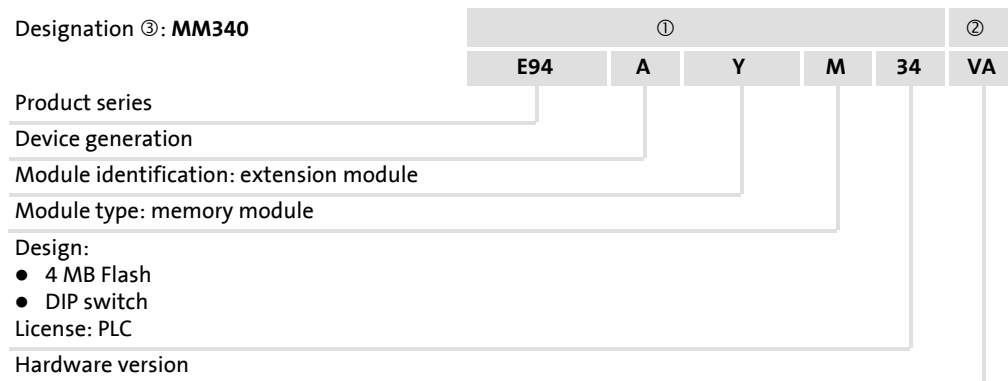 Designation ③: MM340 ① ②
E94 A Y M 34 VA
Product series
Device generation
Module identification: extension module
Module type: memory module
Design:
● 4 MB Flash
● DIP switch
License: PLC
Hardware version